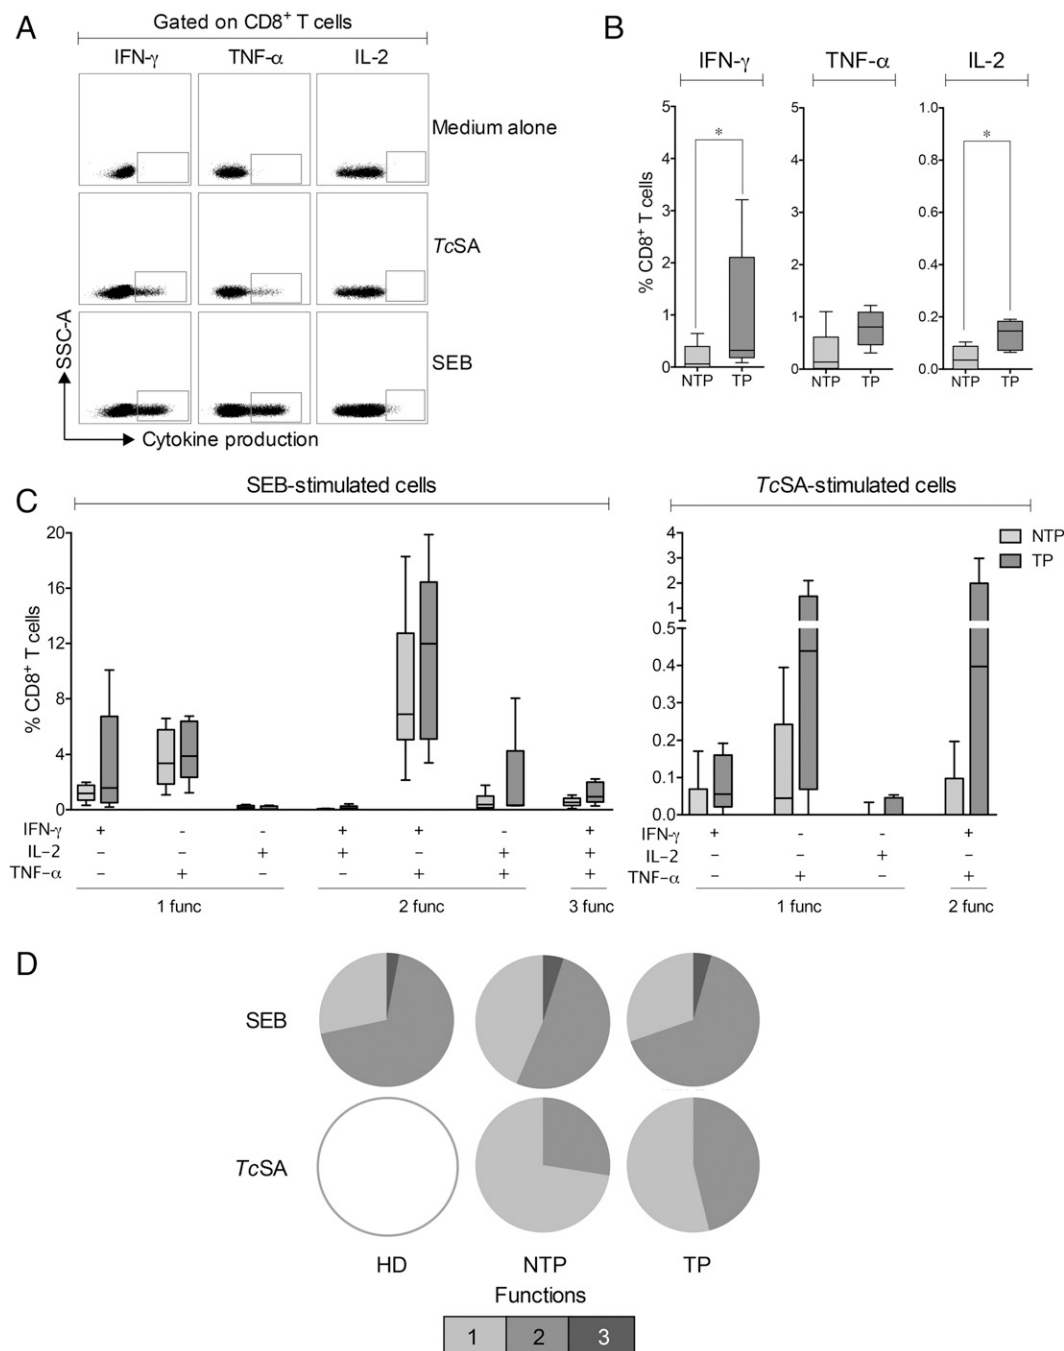 A
Gated on CD8+ T cells
IFN-γ TNF-α IL-2
Medium alone
TcSA
SEB
SSC-A
Cytokine production
B
IFN-γ TNF-α IL-2
% CD8+ T cells
5 5 1.0
4 4 0.8
3 3 0.6
2 2 0.4
1 1 0.2
0 0 0.0
* *
NTP TP NTP TP NTP TP
C
SEB-stimulated cells
% CD8+ T cells
20
16
12
8
4
0
IFN-γ + - - + + - +
IL-2 - - + + - + +
TNF-α - + - - + + +
1 func 2 func 3 func
TcSA-stimulated cells
NTP
TP
4
3
2
1
0.5
0.4
0.3
0.2
0.1
0.0
IFN-γ + - - +
IL-2 - - + -
TNF-α - + - +
1 func 2 func
D
SEB
TcSA
HD NTP TP
Functions
1 2 3